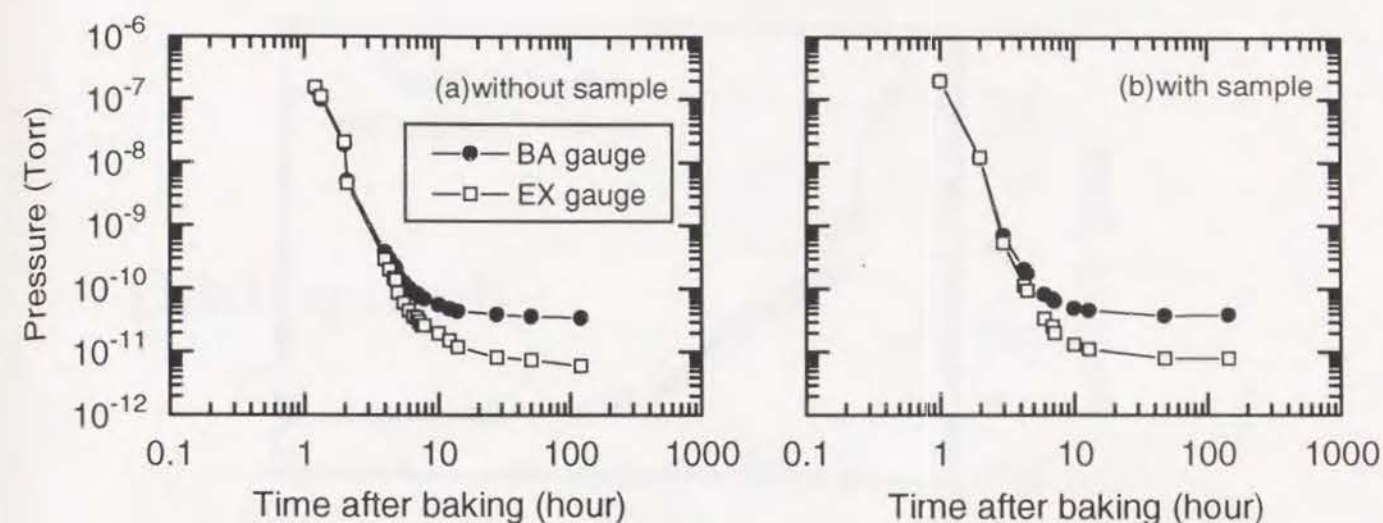 Pressure (Torr)
10-6
10-7
10-8
10-9
10-10
10-11
10-12
(a)without sample
BA gauge
EX gauge
0.1 1 10 100 1000
Time after baking (hour)
(b)with sample
0.1 1 10 100 1000
Time after baking (hour)